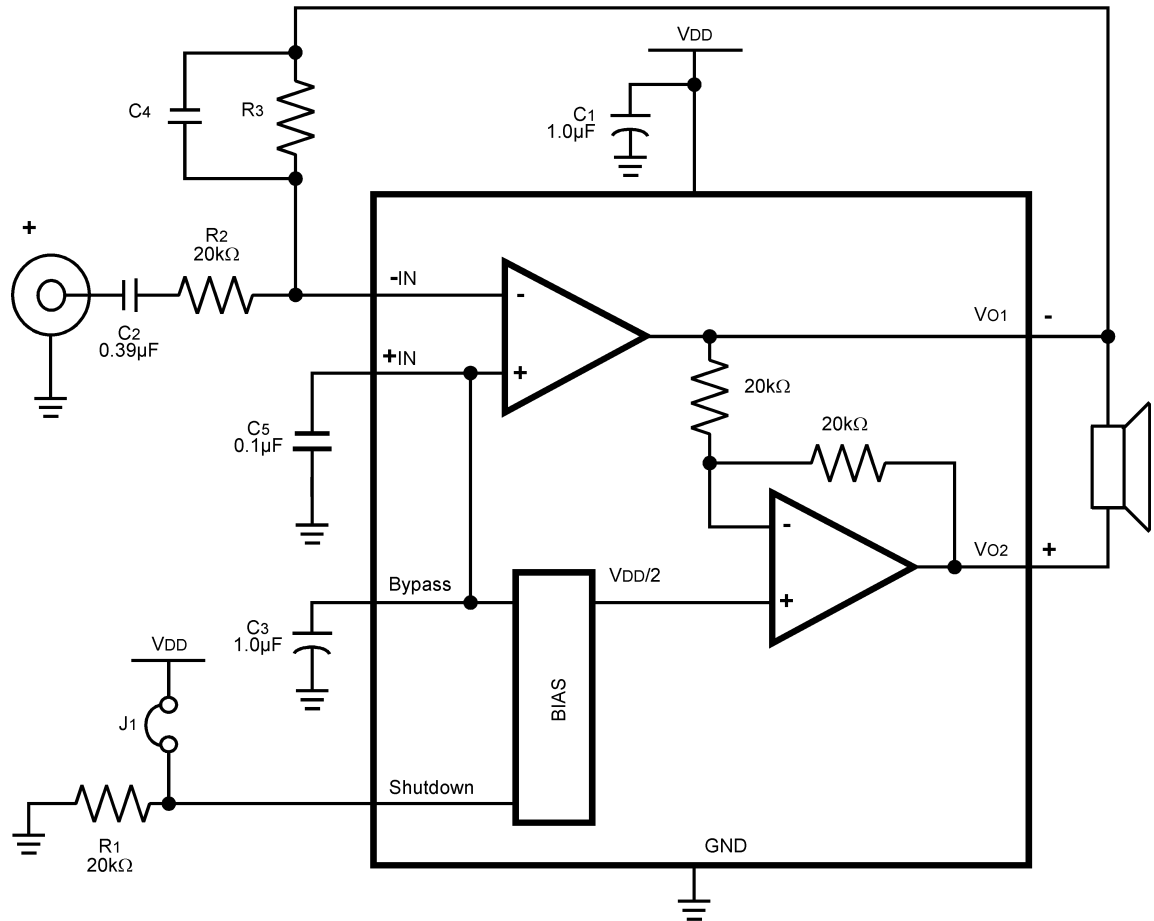 VDD
C4
R3
C1
1.0µF
+
R2
20kΩ
-IN
-
VO1
-
C2
0.39µF
+IN
+
20kΩ
20kΩ
C5
0.1µF
-
VO2
+
Bypass
VDD/2
+
C3
1.0µF
VDD
BIAS
J1
Shutdown
R1
20kΩ
GND